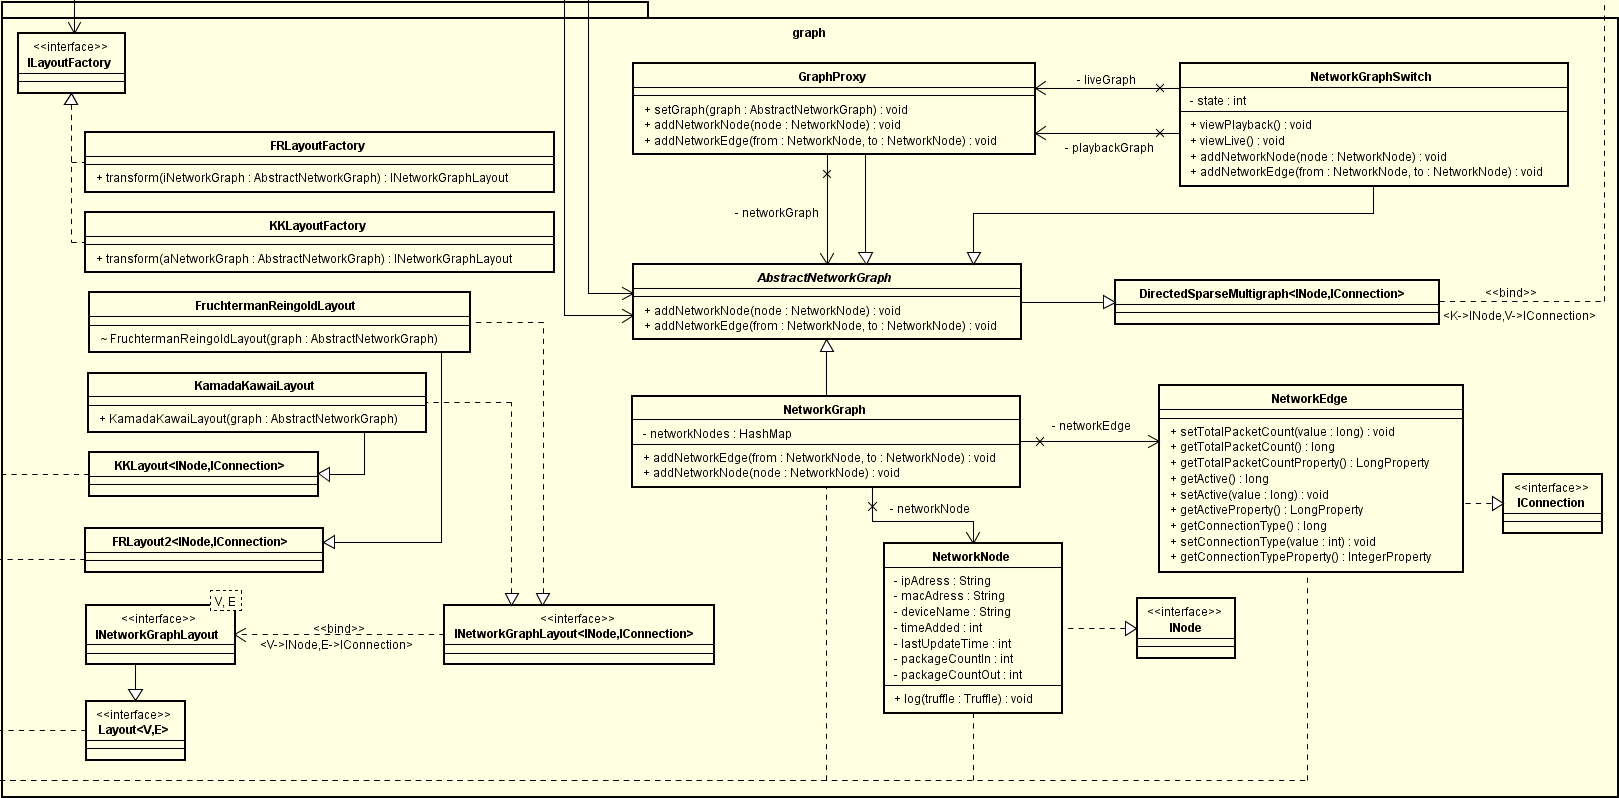 graph
<<interface>>
ILayoutFactory
FRLayoutFactory
+ transform(iNetworkGraph : AbstractNetworkGraph) : INetworkGraphLayout
KKLayoutFactory
+ transform(aNetworkGraph : AbstractNetworkGraph) : INetworkGraphLayout
FruchtermanReingoldLayout
~ FruchtermanReingoldLayout(graph : AbstractNetworkGraph)
KamadaKawaiLayout
+ KamadaKawaiLayout(graph : AbstractNetworkGraph)
KKLayout<INode,IConnection>
FRLayout2<INode,IConnection>
V, E
<<interface>>
INetworkGraphLayout
<<bind>>
<V->INode,E->IConnection>
<<interface>>
INetworkGraphLayout<INode,IConnection>
<<interface>>
Layout<V,E>
GraphProxy
+ setGraph(graph : AbstractNetworkGraph) : void
+ addNetworkNode(node : NetworkNode) : void
+ addNetworkEdge(from : NetworkNode, to : NetworkNode) : void
- liveGraph
- playbackGraph
NetworkGraphSwitch
- state : int
+ viewPlayback() : void
+ viewLive() : void
+ addNetworkNode(node : NetworkNode) : void
+ addNetworkEdge(from : NetworkNode, to : NetworkNode) : void
- networkGraph
AbstractNetworkGraph
+ addNetworkNode(node : NetworkNode) : void
+ addNetworkEdge(from : NetworkNode, to : NetworkNode) : void
DirectedSparseMultigraph<INode,IConnection>
<<bind>>
<K->INode,V->IConnection>
NetworkGraph
- networkNodes : HashMap
+ addNetworkEdge(from : NetworkNode, to : NetworkNode) : void
+ addNetworkNode(node : NetworkNode) : void
- networkEdge
NetworkEdge
+ setTotalPacketCount(value : long) : void
+ getTotalPacketCount() : long
+ getTotalPacketCountProperty() : LongProperty
+ getActive() : long
+ setActive(value : long) : void
+ getActiveProperty() : LongProperty
+ getConnectionType() : long
+ setConnectionType(value : int) : void
+ getConnectionTypeProperty() : IntegerProperty
<<interface>>
IConnection
- networkNode
NetworkNode
- ipAdress : String
- macAdress : String
- deviceName : String
- timeAdded : int
- lastUpdateTime : int
- packageCountIn : int
- packageCountOut : int
+ log(truffle : Truffle) : void
<<interface>>
INode